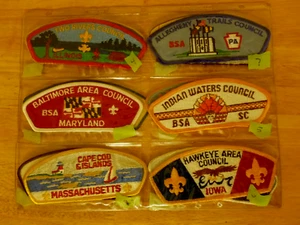 ALLEGHENY TRAILS COUNCIL
BSA PA
7
BALTIMORE AREA COUNCIL
BSA
MARYLAND
INDIAN WATERS COUNCIL
BSA SC
CAPE COD
& ISLANDS
MASSACHUSETTS
HAWKEYE AREA
COUNCIL
IOWA